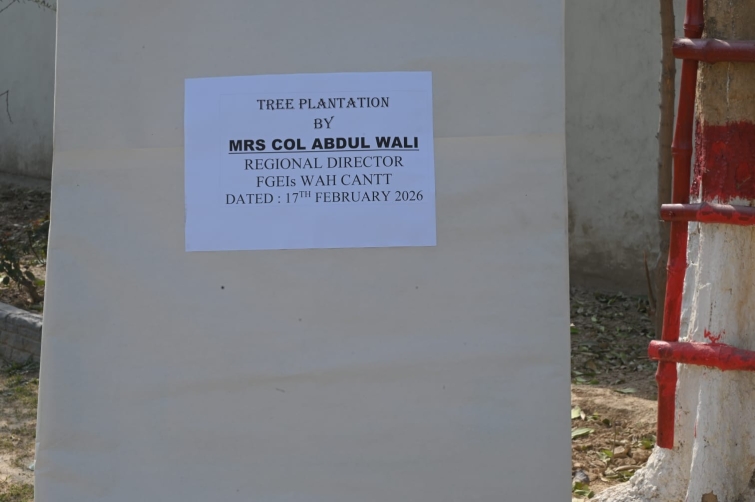 TREE PLANTATION
BY
MRS COL ABDUL WALI
REGIONAL DIRECTOR
FGEIs WAH CANTT
DATED : 17TH FEBRUARY 2026